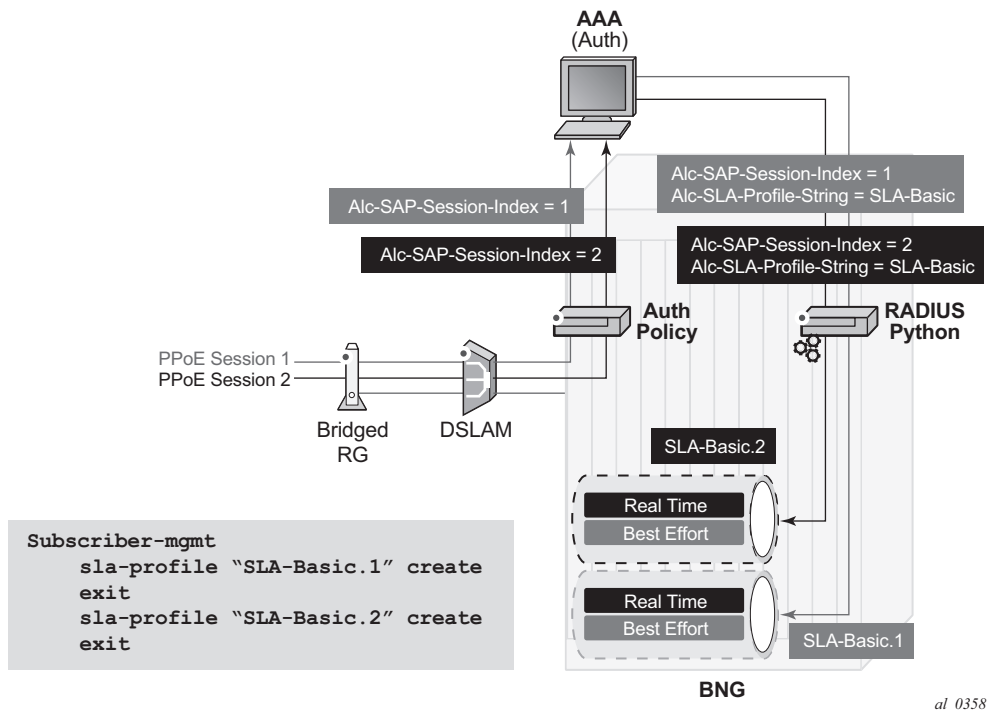 AAA
(Auth)
Alc-SAP-Session-Index = 1
Alc-SLA-Profile-String = SLA-Basic
Alc-SAP-Session-Index = 1
Alc-SAP-Session-Index = 2
Alc-SLA-Profile-String = SLA-Basic
Alc-SAP-Session-Index = 2
Auth
Policy
RADIUS
Python
PPoE Session 1
PPoE Session 2
Bridged
RG
DSLAM
SLA-Basic.2
Real Time
Best Effort
Real Time
Best Effort
SLA-Basic.1
Subscriber-mgmt
sla-profile “SLA-Basic.1” create
exit
sla-profile “SLA-Basic.2” create
exit
BNG
al_0358